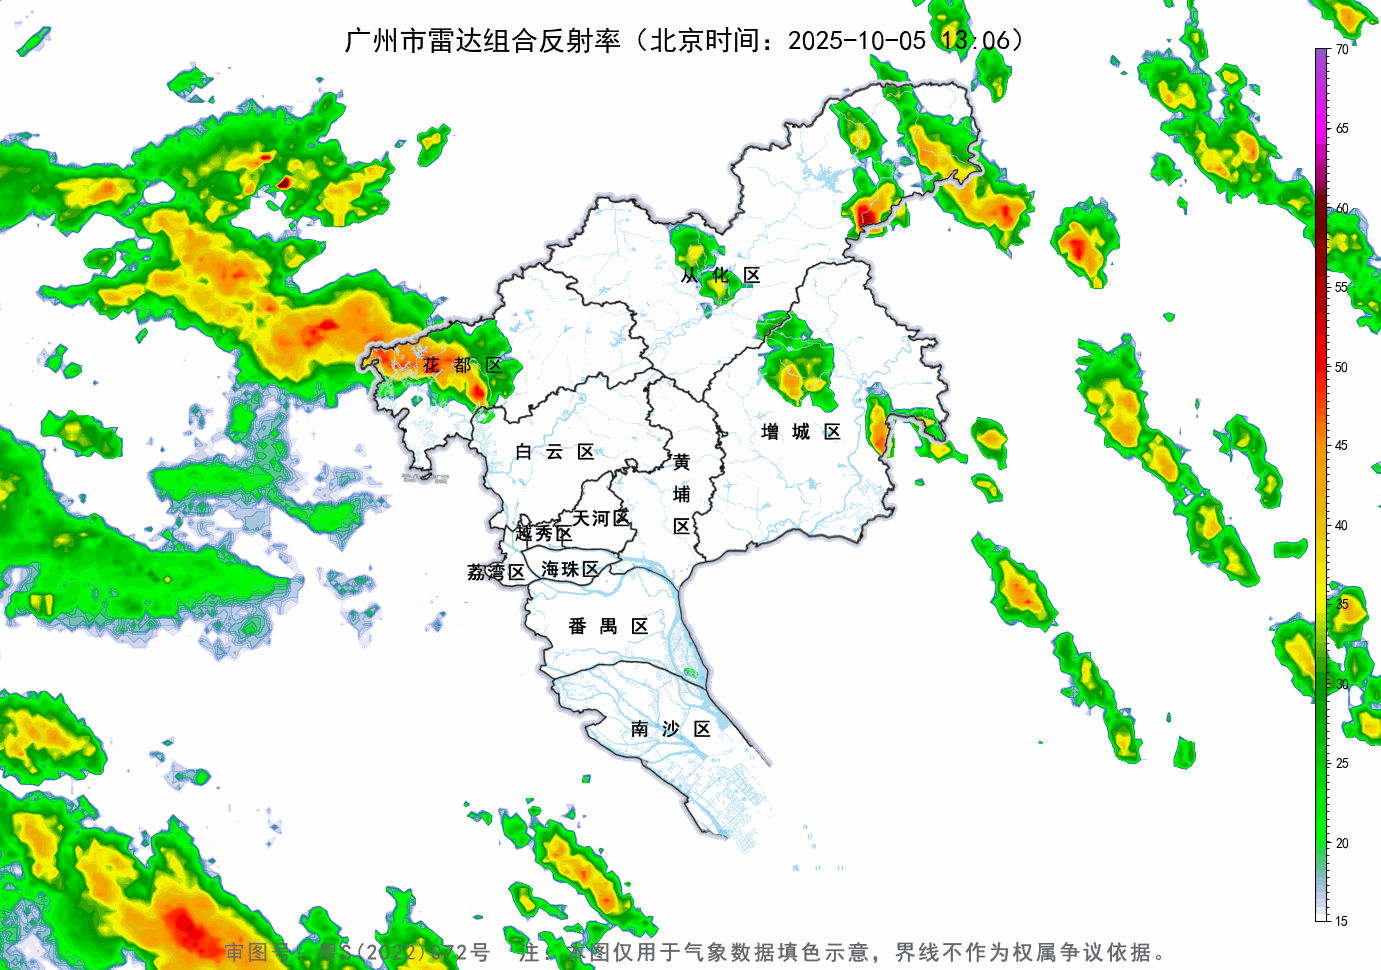 广州市雷达组合反射率（北京时间：2025-10-05 13:06）
70
65
60
55
50
45
40
35
30
25
20
15
从 化 区
花 都 区
增 城 区
白 云 区
黄
埔
区
天河区
越秀区
海珠区
荔湾区
番 禺 区
南 沙 区
审图号：粤S(2022)072号 注：本图仅用于气象数据填色示意，界线不作为权属争议依据。